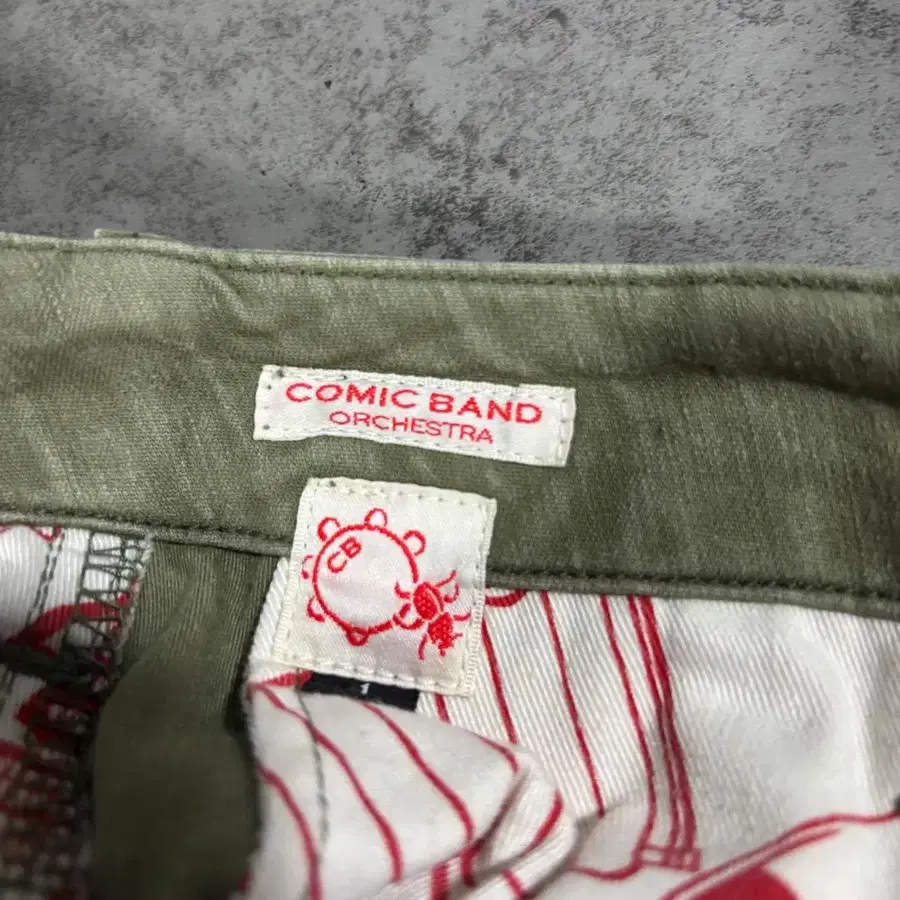 COMIC BAND
ORCHESTRA
CB
1